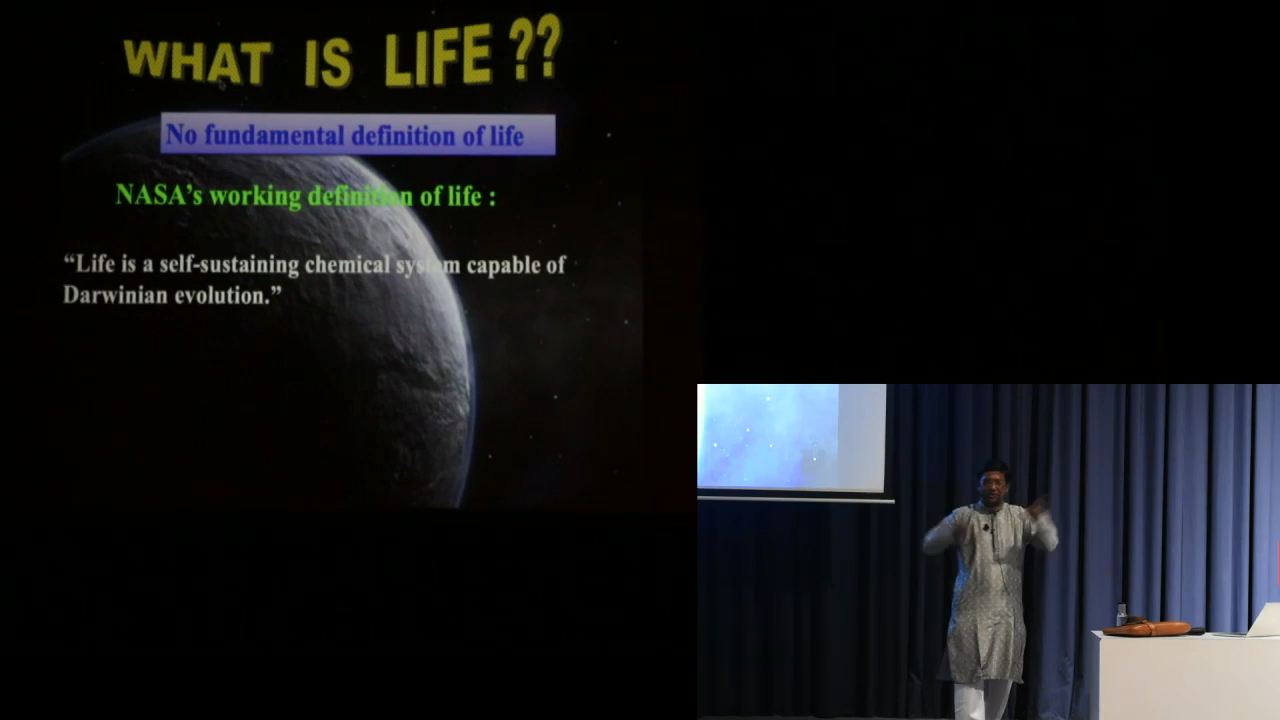 WHAT IS LIFE ??
No fundamental definition of life
NASA's working definition of life :
“Life is a self-sustaining chemical system capable of
Darwinian evolution.”